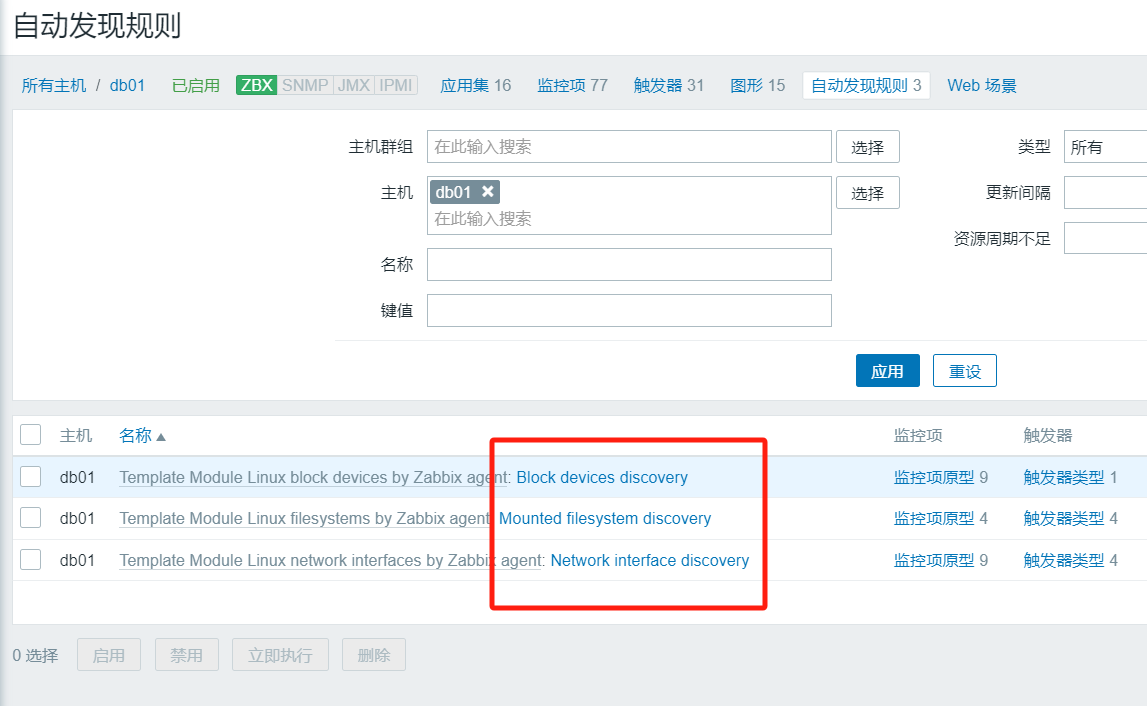 自动发现规则
所有主机 / db01 已启用 ZBX SNMP JMX IPMI 应用集 16 监控项 77 触发器 31 图形 15 自动发现规则 3 Web 场景
主机群组 在此输入搜索 选择 类型 所有
主机 db01 ✖ 选择 更新间隔
在此输入搜索
资源周期不足
名称
键值
应用 重设
主机 名称▲ 监控项 触发器
db01 Template Module Linux block devices by Zabbix agent: Block devices discovery 监控项原型 9 触发器类型 1
db01 Template Module Linux filesystems by Zabbix agent: Mounted filesystem discovery 监控项原型 4 触发器类型 4
db01 Template Module Linux network interfaces by Zabbix agent: Network interface discovery 监控项原型 9 触发器类型 4
0 选择 启用 禁用 立即执行 删除